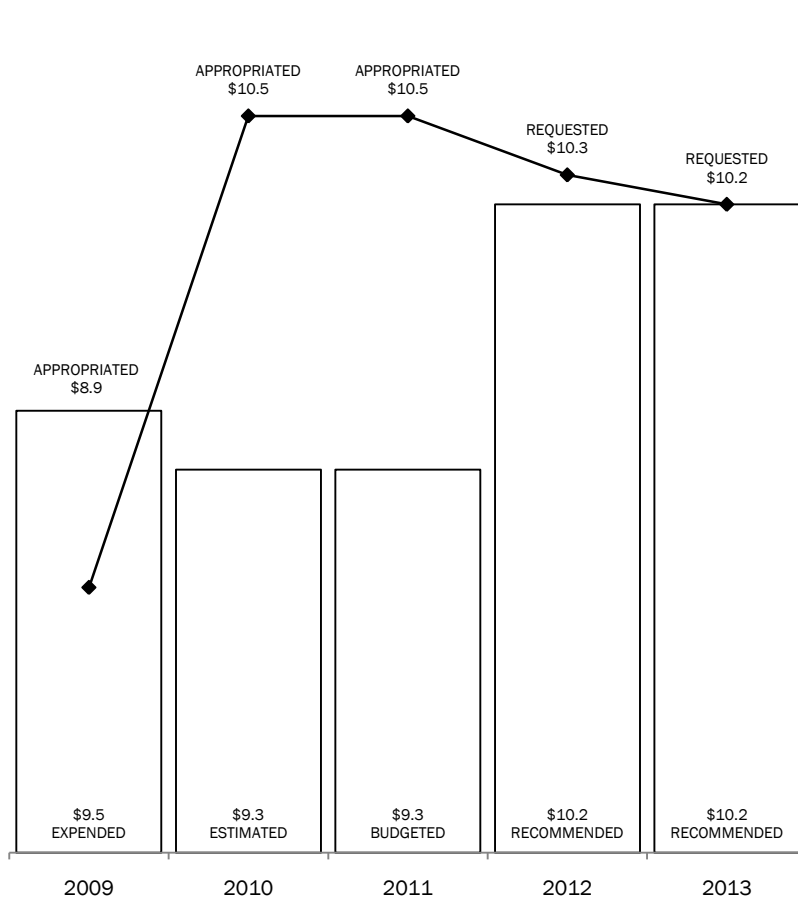 APPROPRIATED
$10.5
APPROPRIATED
$10.5
REQUESTED
$10.3
REQUESTED
$10.2
APPROPRIATED
$8.9
$9.5
EXPENDED
$9.3
ESTIMATED
$9.3
BUDGETED
$10.2
RECOMMENDED
$10.2
RECOMMENDED
2009
2010
2011
2012
2013